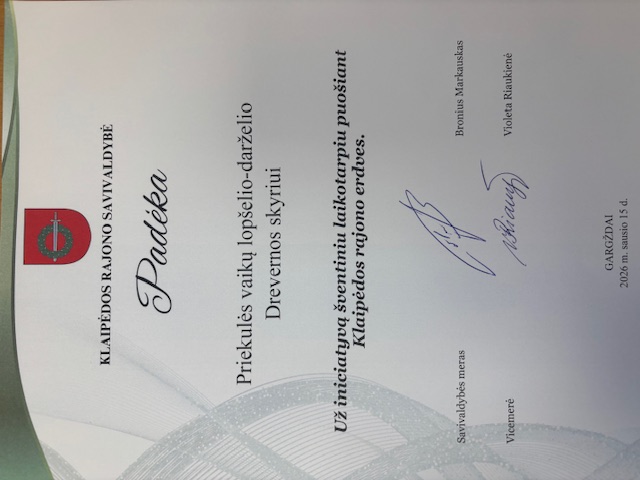 KLAIPĖDOS RAJONO SAVIVALDYBĖ
Padėka
Priekulės vaikų lopšelio-darželio
Drevernos skyriui
Už iniciatyvą šventiniu laikotarpiu puošiant
Klaipėdos rajono erdves.
Savivaldybės meras Bronius Markauskas
Vicemerė Violeta Riaukienė
GARGŽDAI
2026 m. sausio 15 d.